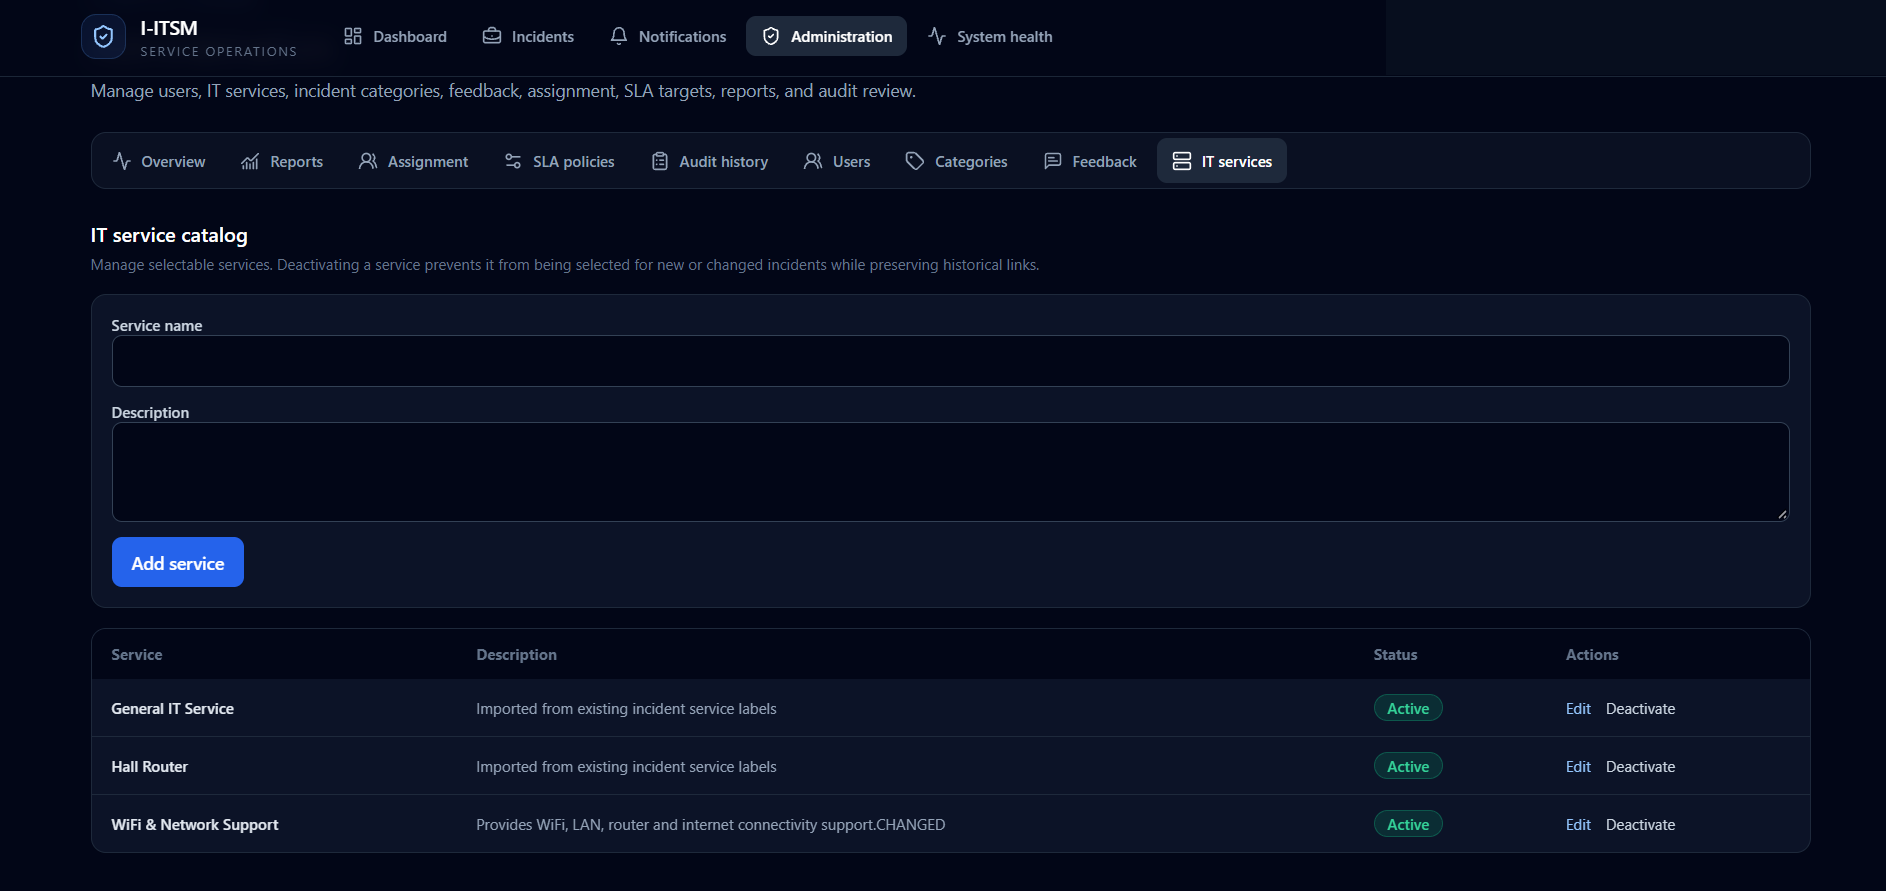 I-ITSM
SERVICE OPERATIONS
Dashboard
Incidents
Notifications
Administration
System health
Manage users, IT services, incident categories, feedback, assignment, SLA targets, reports, and audit review.
Overview
Reports
Assignment
SLA policies
Audit history
Users
Categories
Feedback
IT services
IT service catalog
Manage selectable services. Deactivating a service prevents it from being selected for new or changed incidents while preserving historical links.
Service name
Description
Add service
Service Description Status Actions
General IT Service Imported from existing incident service labels Active Edit Deactivate
Hall Router Imported from existing incident service labels Active Edit Deactivate
WiFi & Network Support Provides WiFi, LAN, router and internet connectivity support.CHANGED Active Edit Deactivate